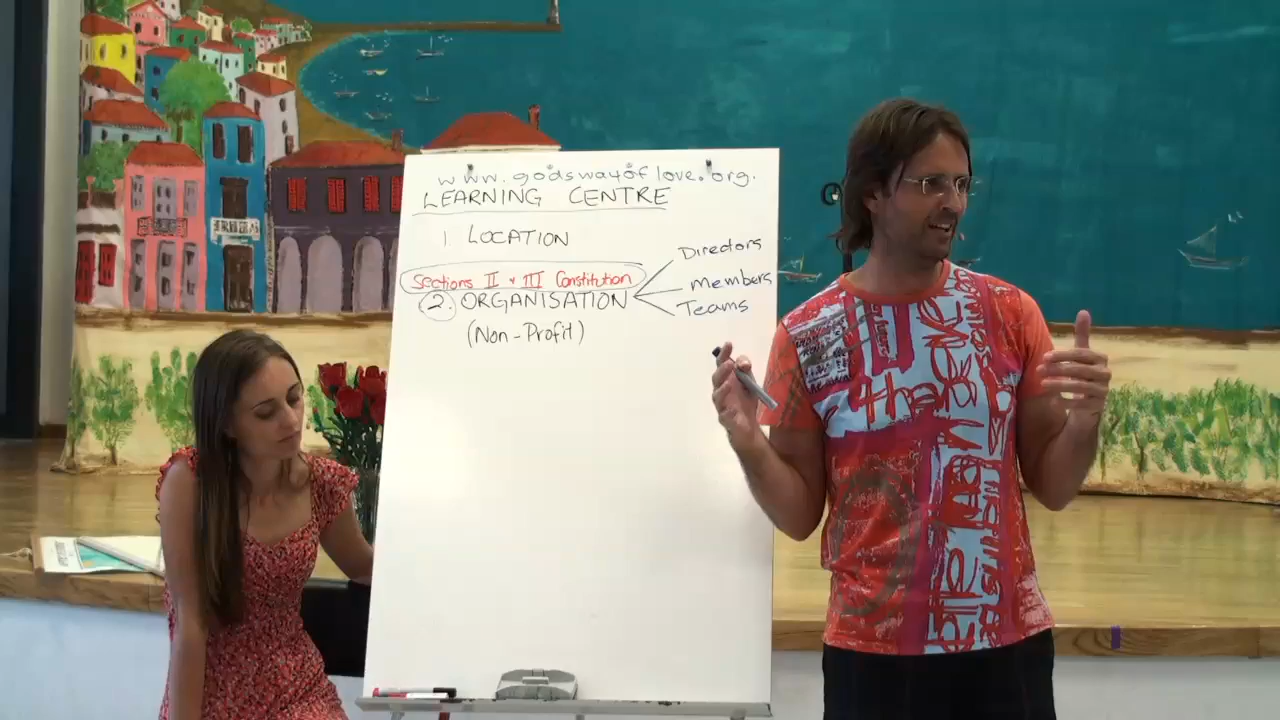 www.godswayoflove.org.
LEARNING CENTRE
1. LOCATION
Sections II + III Constitution
2. ORGANISATION
(Non-Profit)
Directors
Members
Teams